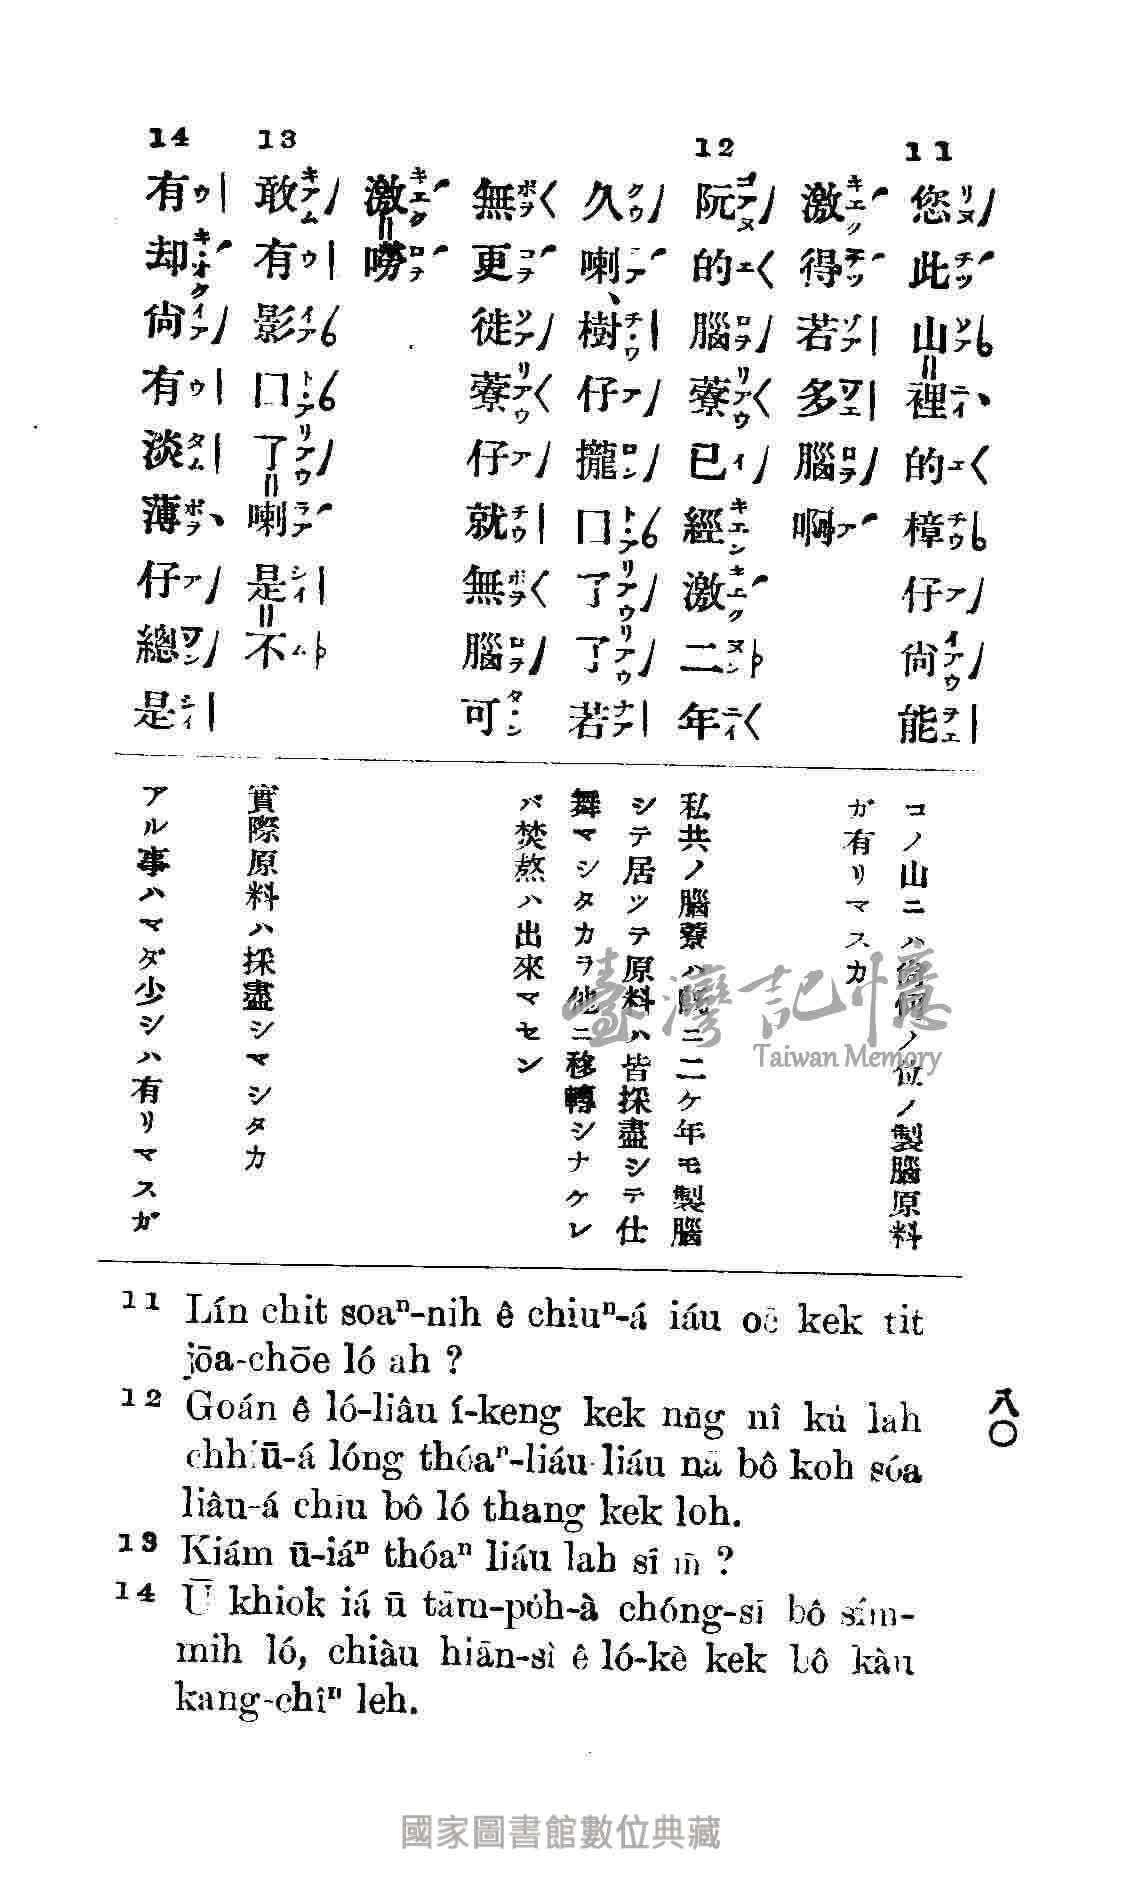 11
您此山裡的樟仔尙能
激得若多腦啊
12
阮的腦藔已經激二年
久喇、樹仔攏口了了若
無更徙藔仔就無腦可
激嘮
13
敢有影口了喇是不
14
有却尙有淡薄仔總是
コノ山ニハ尙何ノ位ノ製腦原料
ガ有リマスカ
私共ノ腦藔ハ既ニ二ケ年モ製腦
シテ居ツテ原料ハ皆採盡シテ仕
舞マシタカラ他ニ移轉シナケレ
バ焚熬ハ出來マセン
實際原料ハ採盡シマシタカ
アル事ハマダ少シハ有リマスガ
11 Lín chit soaⁿ-nih ê chiuⁿ-á iáu oē kek tit
jōa-chōe ló ah ?
12 Goán ê ló-liâu í-keng kek nn̄g nî kú lah
chhiū-á lóng thóaⁿ-liáu-liáu nā bô koh sóa
liâu-á chīu bô ló thang kek loh.
13 Kiám ū-iáⁿ thóaⁿ liáu lah sī m̄ ?
14 Ū khiok iá ū tām-po̍h-à chóng-sī bô sím-
mih ló, chiàu hiān-sì ê ló-kè kek bô kàu
kang-chîⁿ leh.
八〇
臺灣記憶
Taiwan Memory
國家圖書館數位典藏